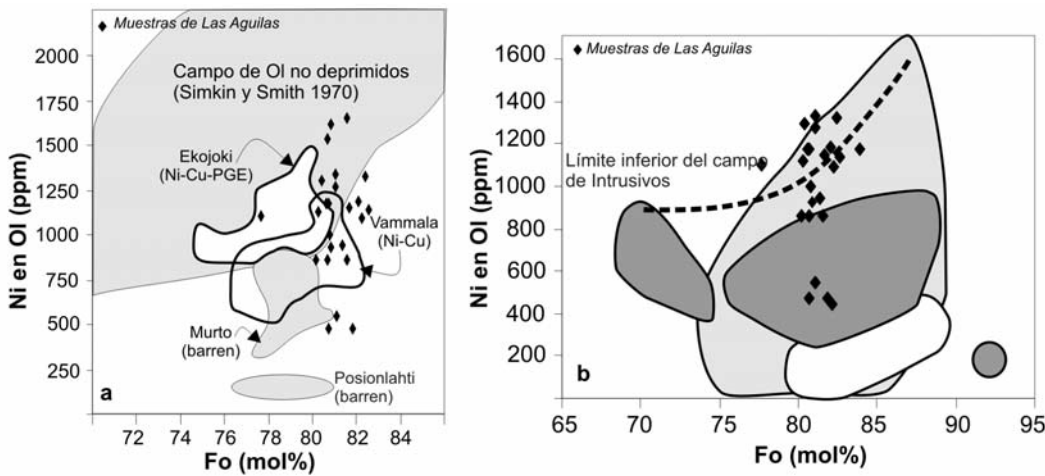 Muestras de Las Aguilas
2000
1750
1500
1250
1000
750
500
250
Ni en Ol (ppm)
Campo de Ol no deprimidos
(Simkin y Smith 1970)
Ekojoki
(Ni-Cu-PGE)
Vammala
(Ni-Cu)
Murto
(barren)
Posionlahti
(barren)
a
72 74 76 78 80 82 84
Fo (mol%)
Muestras de Las Aguilas
1600
1400
1200
1000
800
600
400
200
Ni en Ol (ppm)
Límite inferior del campo
de Intrusivos
b
65 70 75 80 85 90 95
Fo (mol%)